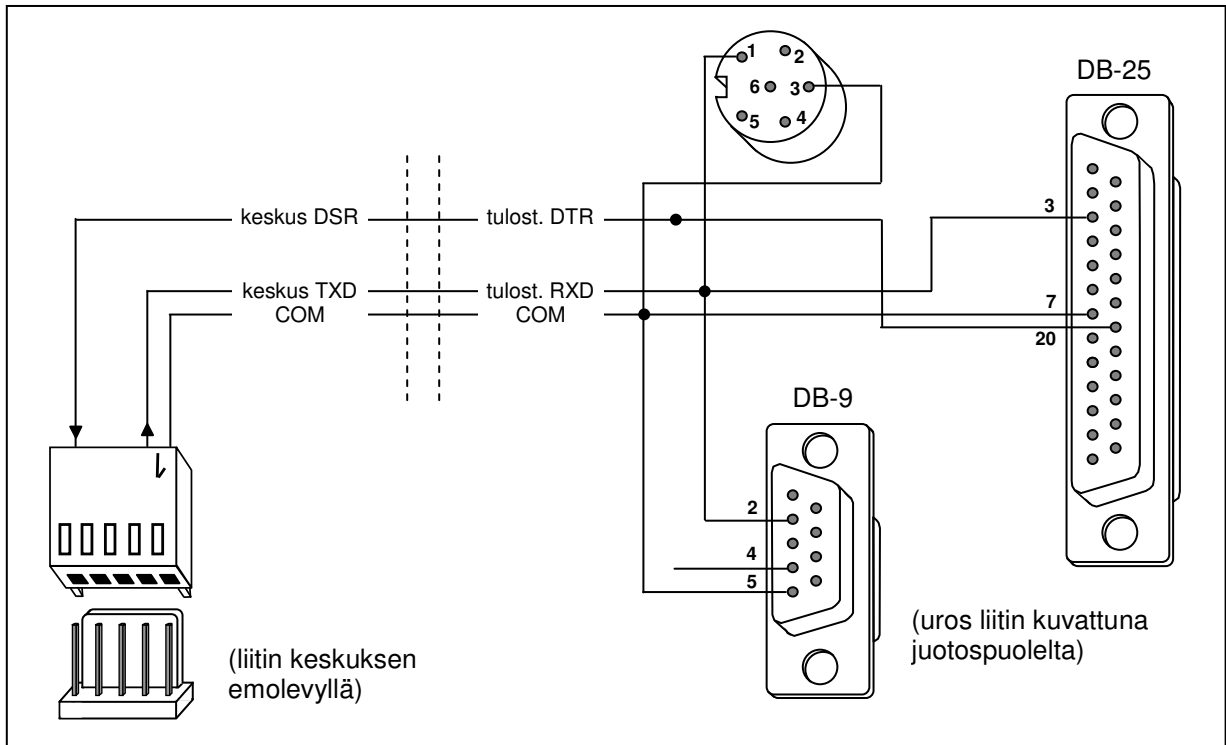 1
2
6
3
5
4
DB-25
keskus DSR
tulost. DTR
3
keskus TXD
tulost. RXD
COM
COM
7
20
DB-9
2
4
5
(uros liitin kuvattuna
juotospuolelta)
(liitin keskuksen
emolevyllä)